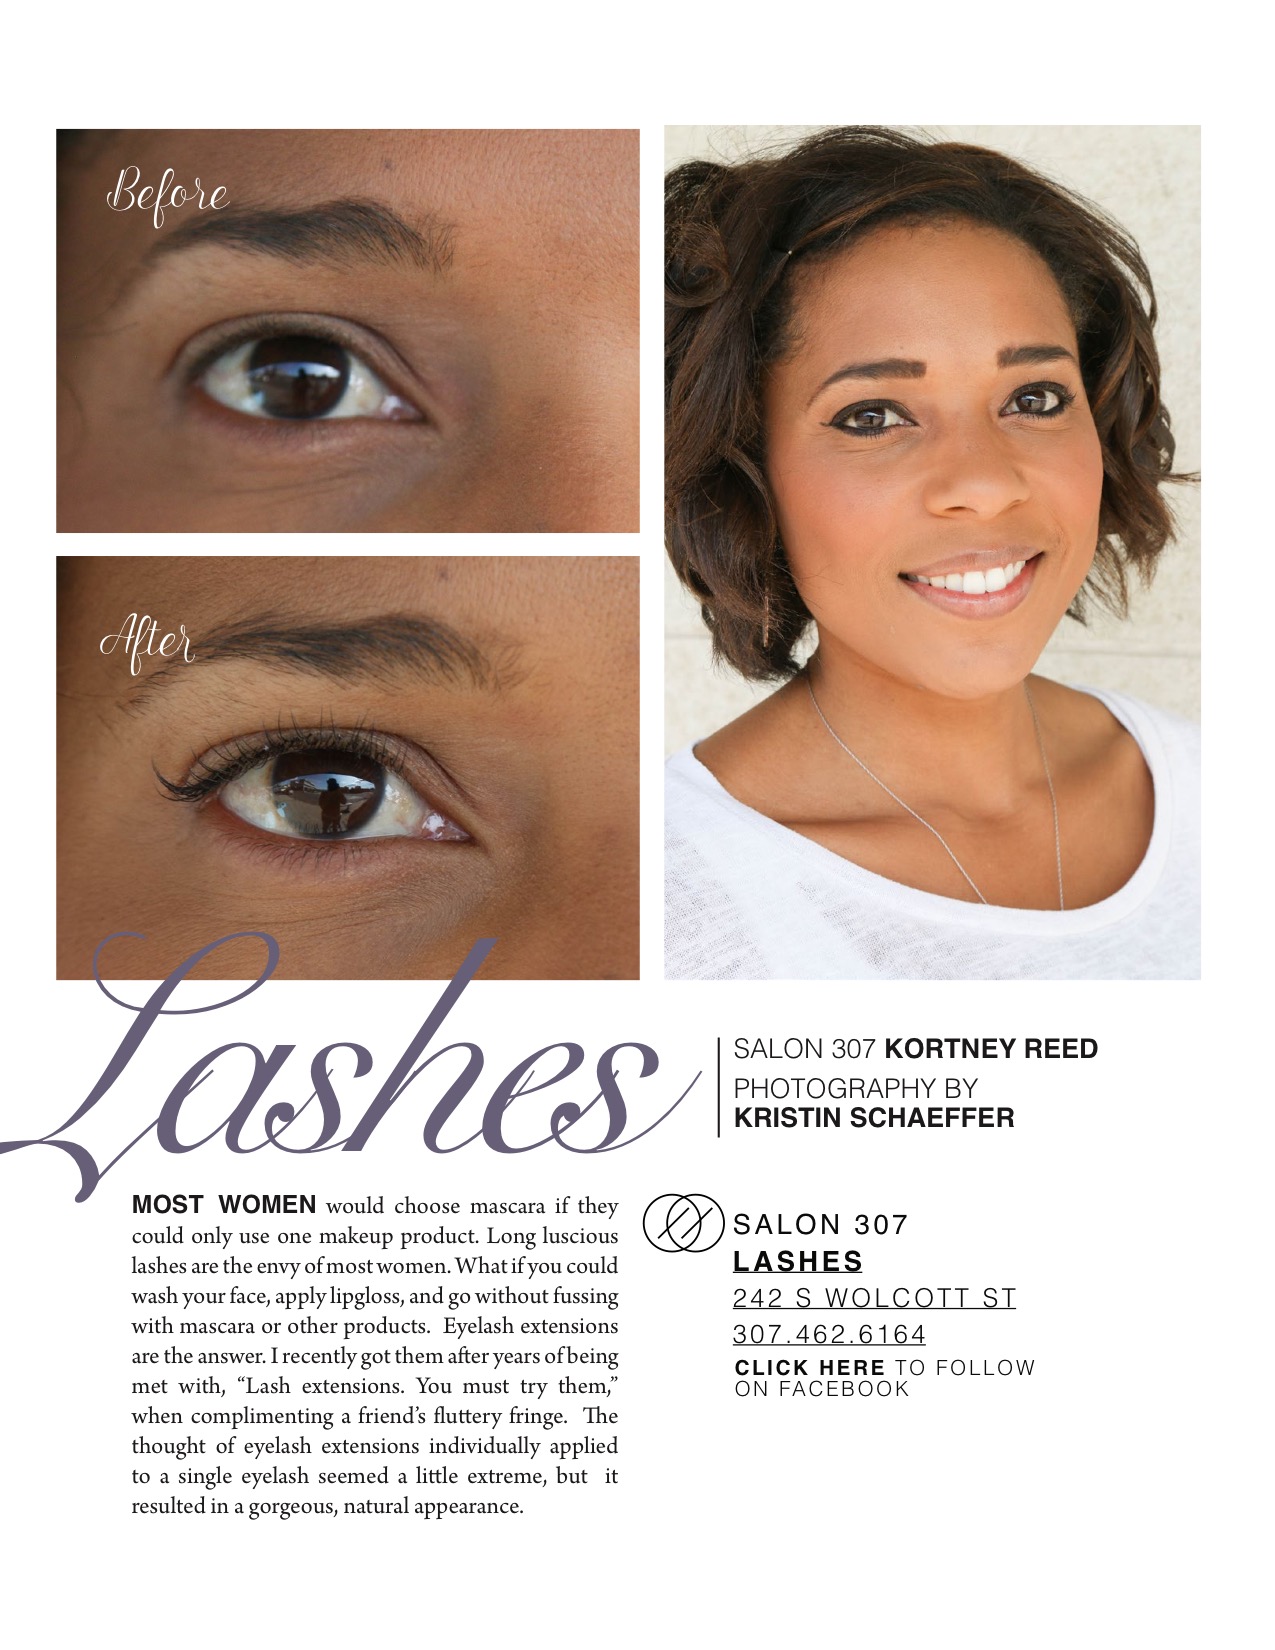 Before
After
Lashes
SALON 307 KORTNEY REED
PHOTOGRAPHY BY
KRISTIN SCHAEFFER
MOST WOMEN would choose mascara if they
could only use one makeup product. Long luscious
lashes are the envy of most women. What if you could
wash your face, apply lipgloss, and go without fussing
with mascara or other products. Eyelash extensions
are the answer. I recently got them after years of being
met with, “Lash extensions. You must try them,”
when complimenting a friend’s fluttery fringe. The
thought of eyelash extensions individually applied
to a single eyelash seemed a little extreme, but it
resulted in a gorgeous, natural appearance.
SALON 307
LASHES
242 S WOLCOTT ST
307.462.6164
CLICK HERE TO FOLLOW
ON FACEBOOK